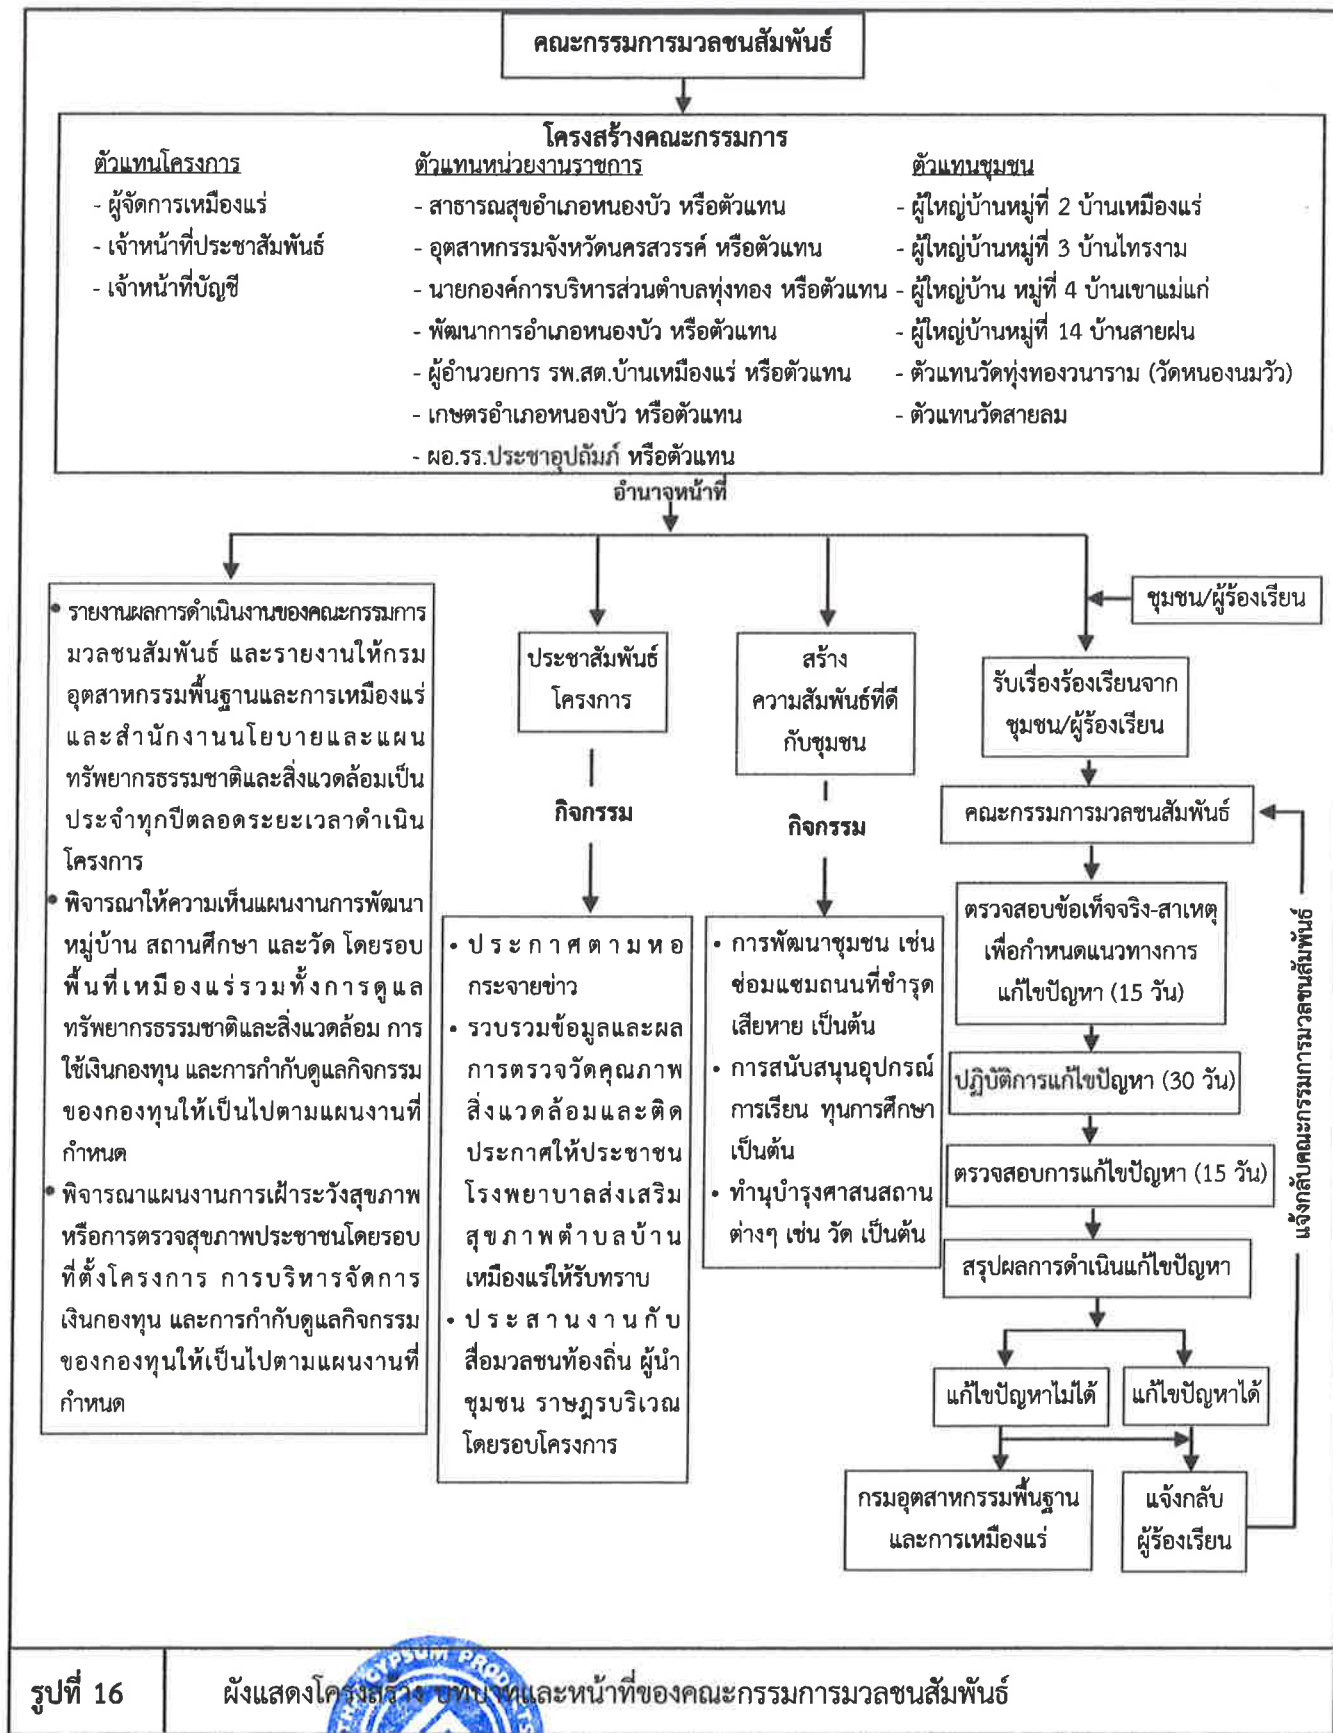 คณะกรรมการมวลชนสัมพันธ์
โครงสร้างคณะกรรมการ
ตัวแทนโครงการ
- ผู้จัดการเหมืองแร่
- เจ้าหน้าที่ประชาสัมพันธ์
- เจ้าหน้าที่บัญชี
ตัวแทนหน่วยงานราชการ
- สาธารณสุขอำเภอหนองบัว หรือตัวแทน
- อุตสาหกรรมจังหวัดนครสวรรค์ หรือตัวแทน
- นายกองค์การบริหารส่วนตำบลทุ่งทอง หรือตัวแทน
- พัฒนาการอำเภอหนองบัว หรือตัวแทน
- ผู้อำนวยการ รพ.สต.บ้านเหมืองแร่ หรือตัวแทน
- เกษตรอำเภอหนองบัว หรือตัวแทน
- ผอ.รร.ประชาอุปถัมภ์ หรือตัวแทน
ตัวแทนชุมชน
- ผู้ใหญ่บ้านหมู่ที่ 2 บ้านเหมืองแร่
- ผู้ใหญ่บ้านหมู่ที่ 3 บ้านไทรงาม
- ผู้ใหญ่บ้าน หมู่ที่ 4 บ้านเขาแม่แก่
- ผู้ใหญ่บ้านหมู่ที่ 14 บ้านสายฝน
- ตัวแทนวัดทุ่งทองวนาราม (วัดหนองนมวัว)
- ตัวแทนวัดสายลม
อำนาจหน้าที่
• รายงานผลการดำเนินงานของคณะกรรมการ
มวลชนสัมพันธ์ และรายงานให้กรม
อุตสาหกรรมพื้นฐานและการเหมืองแร่
และสำนักงานนโยบายและแผน
ทรัพยากรธรรมชาติและสิ่งแวดล้อมเป็น
ประจำทุกปีตลอดระยะเวลาดำเนิน
โครงการ
• พิจารณาให้ความเห็นแผนงานการพัฒนา
หมู่บ้าน สถานศึกษา และวัด โดยรอบ
พื้นที่เหมืองแร่รวมทั้งการดูแล
ทรัพยากรธรรมชาติและสิ่งแวดล้อม การ
ใช้เงินกองทุน และการกำกับดูแลกิจกรรม
ของกองทุนให้เป็นไปตามแผนงานที่
กำหนด
• พิจารณาแผนงานการเฝ้าระวังสุขภาพ
หรือการตรวจสุขภาพประชาชนโดยรอบ
ที่ตั้งโครงการ การบริหารจัดการ
เงินกองทุน และการกำกับดูแลกิจกรรม
ของกองทุนให้เป็นไปตามแผนงานที่
กำหนด
ประชาสัมพันธ์
โครงการ
กิจกรรม
• ประกาศตามหอ
กระจายข่าว
• รวบรวมข้อมูลและผล
การตรวจวัดคุณภาพ
สิ่งแวดล้อมและติด
ประกาศให้ประชาชน
โรงพยาบาลส่งเสริม
สุขภาพตำบลบ้าน
เหมืองแร่ให้รับทราบ
• ประสานงานกับ
สื่อมวลชนท้องถิ่น ผู้นำ
ชุมชน ราษฎรบริเวณ
โดยรอบโครงการ
สร้าง
ความสัมพันธ์ที่ดี
กับชุมชน
กิจกรรม
• การพัฒนาชุมชน เช่น
ซ่อมแซมถนนที่ชำรุด
เสียหาย เป็นต้น
• การสนับสนุนอุปกรณ์
การเรียน ทุนการศึกษา
เป็นต้น
• ทำนุบำรุงศาสนสถาน
ต่างๆ เช่น วัด เป็นต้น
ชุมชน/ผู้ร้องเรียน
รับเรื่องร้องเรียนจาก
ชุมชน/ผู้ร้องเรียน
คณะกรรมการมวลชนสัมพันธ์
ตรวจสอบข้อเท็จจริง-สาเหตุ
เพื่อกำหนดแนวทางการ
แก้ไขปัญหา (15 วัน)
ปฏิบัติการแก้ไขปัญหา (30 วัน)
ตรวจสอบการแก้ไขปัญหา (15 วัน)
สรุปผลการดำเนินแก้ไขปัญหา
แก้ไขปัญหาไม่ได้
แก้ไขปัญหาได้
กรมอุตสาหกรรมพื้นฐาน
และการเหมืองแร่
แจ้งกลับ
ผู้ร้องเรียน
แจ้งกลับคณะกรรมการมวลชนสัมพันธ์
รูปที่ 16
ผังแสดงโครงสร้าง บทบาทและหน้าที่ของคณะกรรมการมวลชนสัมพันธ์
GYPSUM